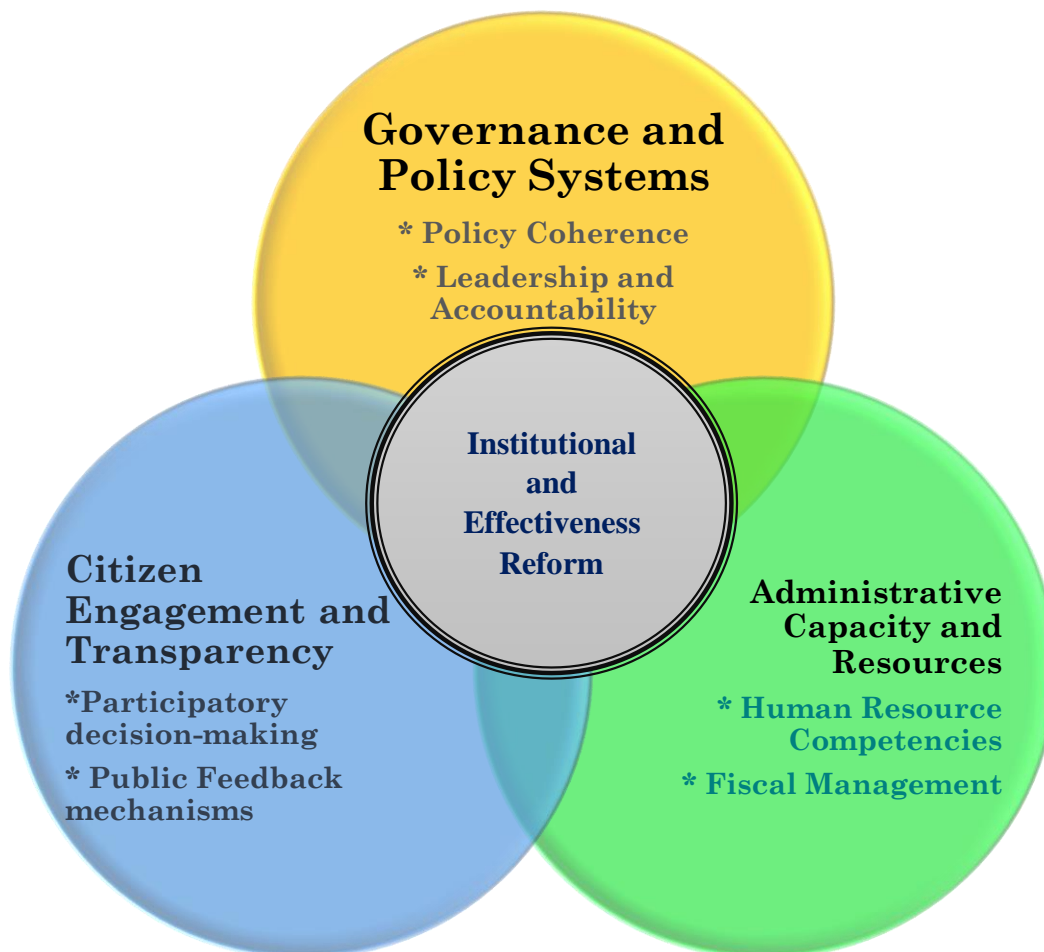 Governance and
Policy Systems
* Policy Coherence
* Leadership and
Accountability
Institutional
and
Effectiveness
Reform
Citizen
Engagement and
Transparency
*Participatory
decision-making
* Public Feedback
mechanisms
Administrative
Capacity and
Resources
* Human Resource
Competencies
* Fiscal Management